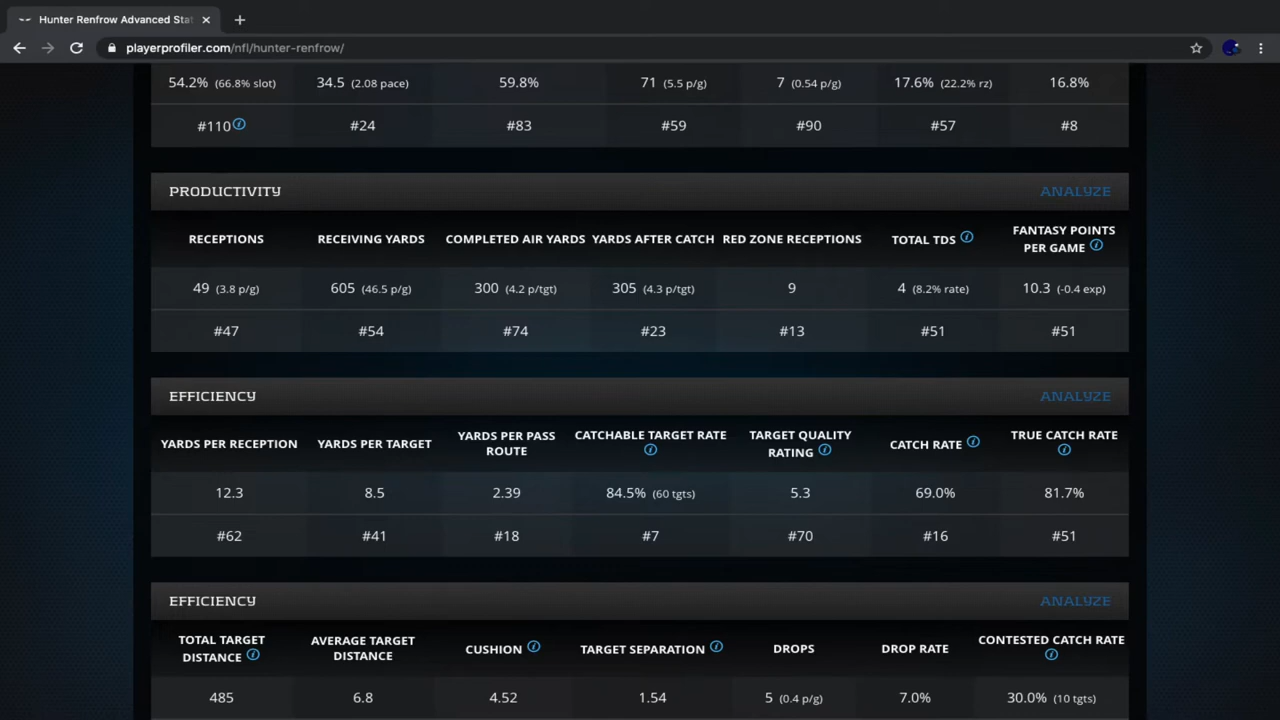 Hunter Renfrow Advanced Stat
playerprofiler.com/nfl/hunter-renfrow/
54.2% (66.8% slot) 34.5 (2.08 pace) 59.8% 71 (5.5 p/g) 7 (0.54 p/g) 17.6% (22.2% rz) 16.8%
#110 #24 #83 #59 #90 #57 #8
PRODUCTIVITY ANALYZE
RECEPTIONS RECEIVING YARDS COMPLETED AIR YARDS YARDS AFTER CATCH RED ZONE RECEPTIONS TOTAL TDS FANTASY POINTS
PER GAME
49 (3.8 p/g) 605 (46.5 p/g) 300 (4.2 p/tgt) 305 (4.3 p/tgt) 9 4 (8.2% rate) 10.3 (-0.4 exp)
#47 #54 #74 #23 #13 #51 #51
EFFICIENCY ANALYZE
YARDS PER RECEPTION YARDS PER TARGET YARDS PER PASS CATCHABLE TARGET RATE TARGET QUALITY CATCH RATE TRUE CATCH RATE
ROUTE RATING
12.3 8.5 2.39 84.5% (60 tgts) 5.3 69.0% 81.7%
#62 #41 #18 #7 #70 #16 #51
EFFICIENCY ANALYZE
TOTAL TARGET AVERAGE TARGET CUSHION TARGET SEPARATION DROPS DROP RATE CONTESTED CATCH RATE
DISTANCE DISTANCE
485 6.8 4.52 1.54 5 (0.4 p/g) 7.0% 30.0% (10 tgts)